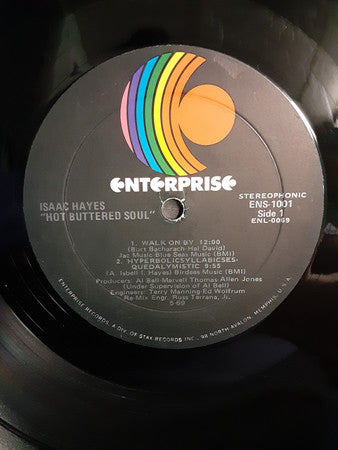 ENTERPRISE
ISAAC HAYES
"HOT BUTTERED SOUL"
STEREOPHONIC
ENS-1001
Side 1
ENL-0069
1. WALK ON BY 12:00
(Burt Bacharach-Hal David)
Jac Music-Blue Seas Music (BMI)
2. HYPERBOLICSYLLABICSES-
QUEDALYMISTIC 9:55
(A. Isbell-I. Hayes) Birdees Music (BMI)
Producers: Al Bell-Marvell Thomas-Allen Jones
(Under Supervision of Al Bell)
Engineers: Terry Manning-Ed Wolfrum
Re-Mix Engr. Russ Terrana, Jr.
5-69
ENTERPRISE RECORDS, A DIV. OF STAX RECORDS INC., 98 NORTH AVALON, MEMPHIS, U.S.A.